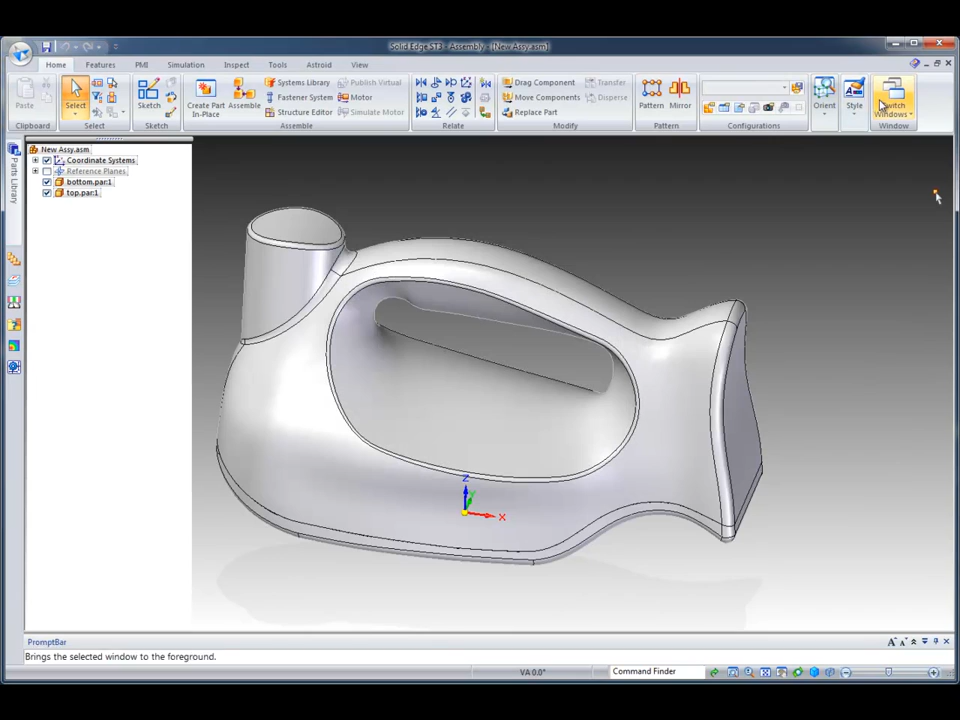 Solid Edge ST3 - Assembly - [New Assy.asm]
Home Features PMI Simulation Inspect Tools Astroid View
Paste
Clipboard
Select
Select
Sketch
Sketch
Create Part In-Place
Assemble
Systems Library
Fastener System
Structure Editor
Publish Virtual
Motor
Assemble
Relate
Drag Component
Move Components
Replace Part
Transfer
Disperse
Modify
Pattern
Mirror
Pattern
Configurations
Orient
Style
Switch Windows
Window
Parts Library
New Assy.asm
Coordinate Systems
Reference Planes
bottom.par:1
top.par:1
Z
Y
X
PromptBar
Brings the selected window to the foreground.
VA 0.0°
Command Finder